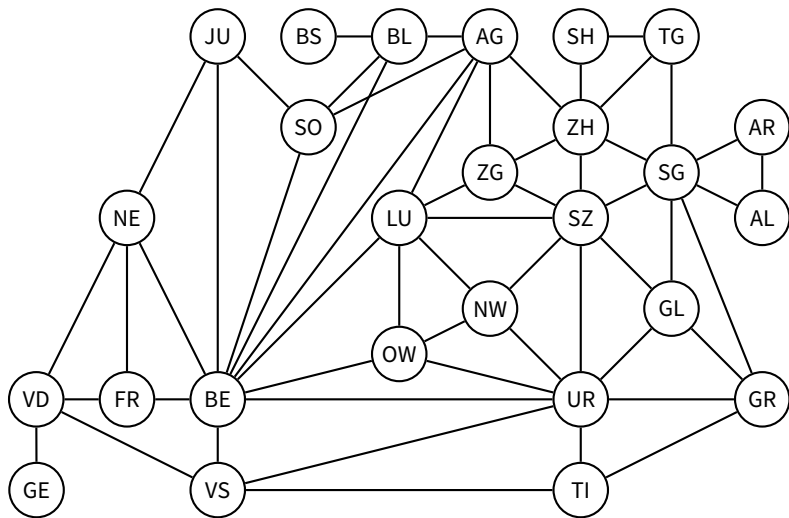 JU BS BL AG SH TG
SO ZH AR
ZG SG
NE LU SZ AL
NW GL
OW
VD FR BE UR GR
GE VS TI